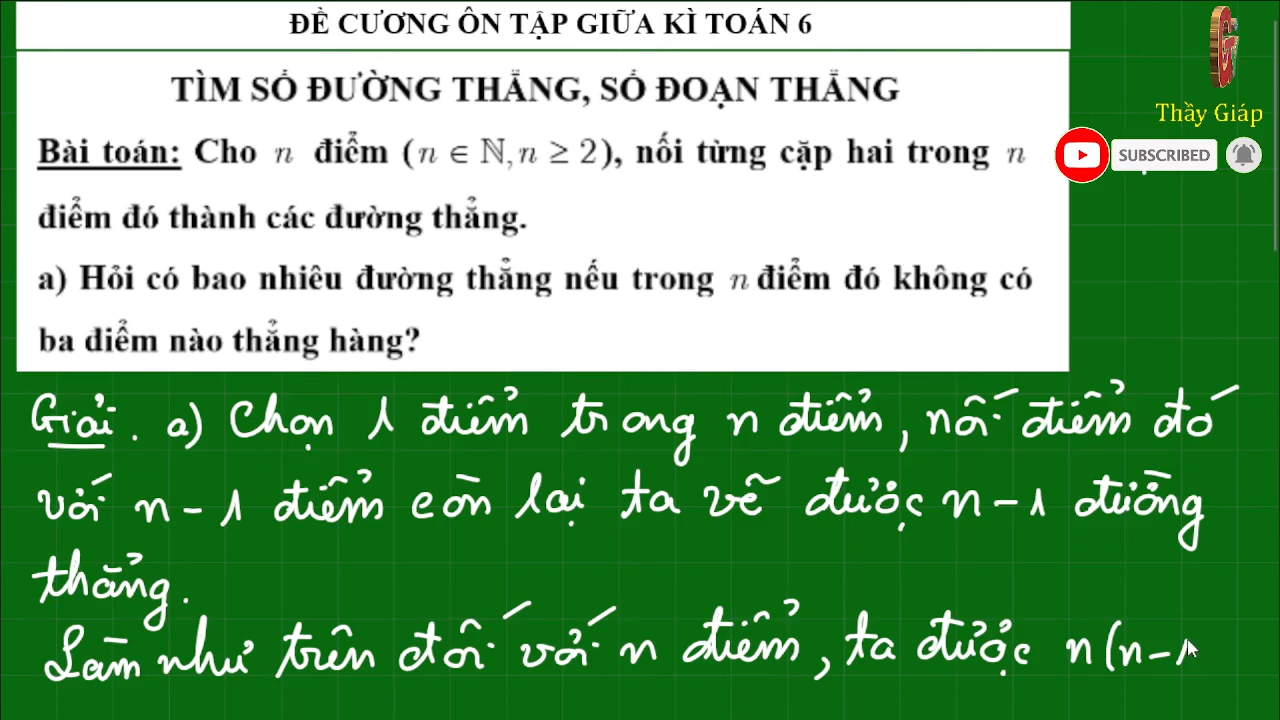 ĐỀ CƯƠNG ÔN TẬP GIỮA KÌ TOÁN 6
TÌM SỐ ĐƯỜNG THẲNG, SỐ ĐOẠN THẲNG
Thầy Giáp
Bài toán: Cho n điểm (n ∈ ℕ, n ≥ 2), nối từng cặp hai trong n
SUBSCRIBED
điểm đó thành các đường thẳng.
a) Hỏi có bao nhiêu đường thẳng nếu trong n điểm đó không có
ba điểm nào thẳng hàng?
Giải. a) Chọn 1 điểm trong n điểm, nối điểm đó
với n-1 điểm còn lại ta vẽ được n-1 đường
thẳng.
Làm như trên đối với n điểm, ta được n(n-1